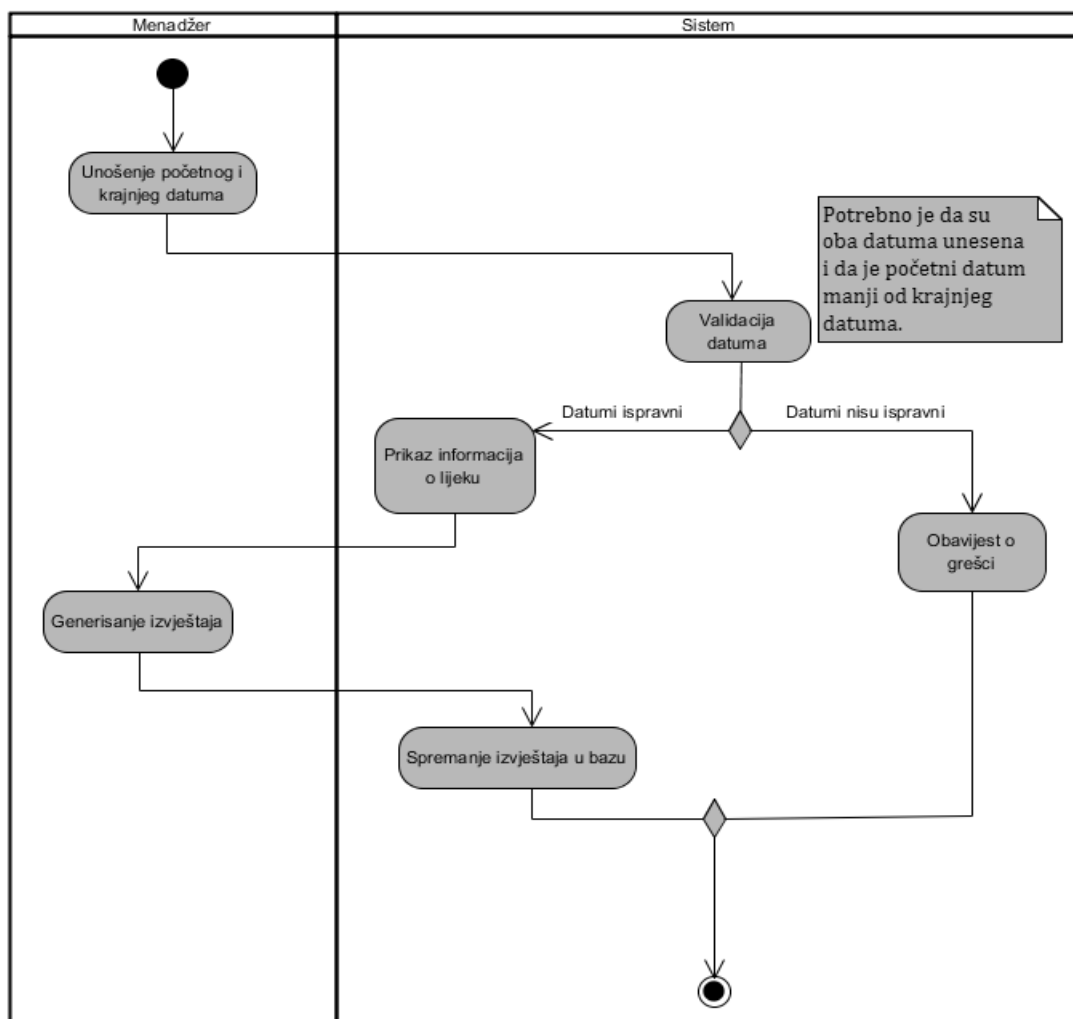 Menadžer
Sistem
Unošenje početnog i
krajnjeg datuma
Potrebno je da su
oba datuma unesena
i da je početni datum
manji od krajnjeg
datuma.
Validacija
datuma
Datumi ispravni
Datumi nisu ispravni
Prikaz informacija
o lijeku
Obavijest o
grešci
Generisanje izvještaja
Spremanje izvještaja u bazu